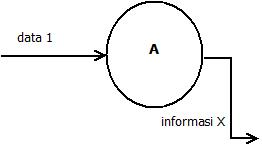 data 1
A
informasi X